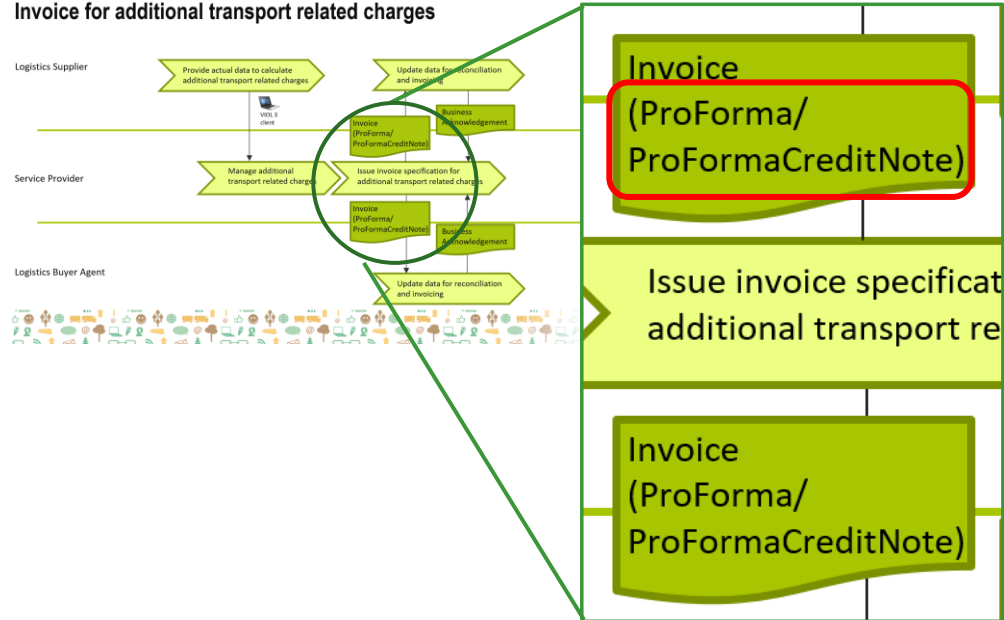 Invoice for additional transport related charges
Logistics Supplier
Provide actual data to calculate
additional transport related charges
Update data for reconciliation
and invoicing
VIOL 3
client
Invoice
(ProForma/
ProFormaCreditNote)
Business
Acknowledgement
Service Provider
Manage additional
transport related charges
Issue invoice specification for
additional transport related charges
Invoice
(ProForma/
ProFormaCreditNote)
Business
Acknowledgement
Logistics Buyer Agent
Update data for reconciliation
and invoicing
Invoice
(ProForma/
ProFormaCreditNote)
Issue invoice specificat
additional transport re
Invoice
(ProForma/
ProFormaCreditNote)